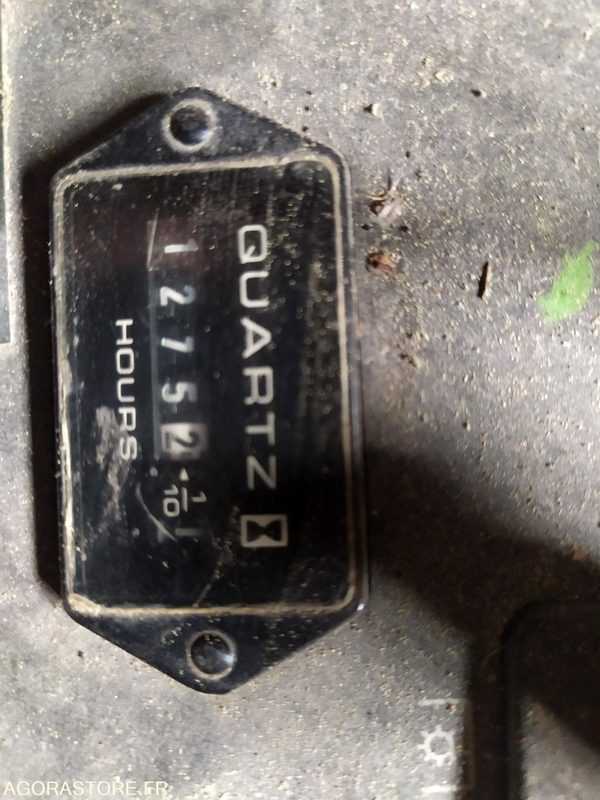 QUARTZ
12752
1/10
HOURS
AGORASTORE.FR